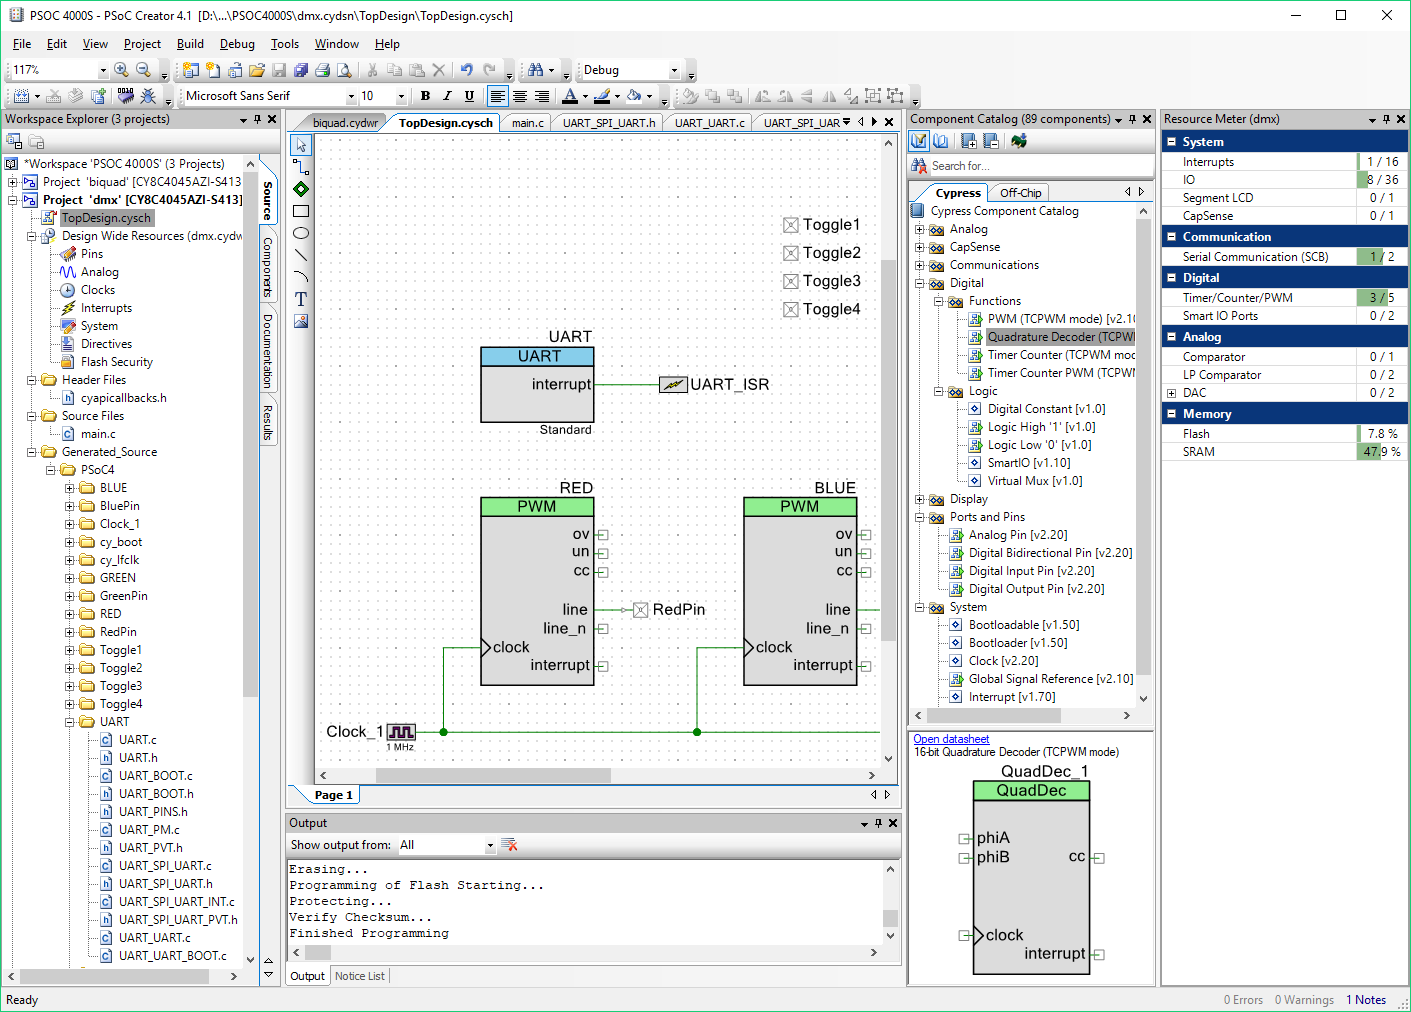 PSOC 4000S - PSoC Creator 4.1  [D:\...\PSOC4000S\dmx.cydsn\TopDesign\TopDesign.cysch]
File Edit View Project Build Debug Tools Window Help
117% Debug
Microsoft Sans Serif 10 B I U A
Workspace Explorer (3 projects)
*Workspace 'PSOC 4000S' (3 Projects)
Project 'biquad' [CY8C4045AZI-S413
Project 'dmx' [CY8C4045AZI-S413]
TopDesign.cysch
Design Wide Resources (dmx.cydw
Pins
Analog
Clocks
Interrupts
System
Directives
Flash Security
Header Files
cyapicallbacks.h
Source Files
main.c
Generated_Source
PSoC4
BLUE
BluePin
Clock_1
cy_boot
cy_lfclk
GREEN
GreenPin
RED
RedPin
Toggle1
Toggle2
Toggle3
Toggle4
UART
UART.c
UART.h
UART_BOOT.c
UART_BOOT.h
UART_PINS.h
UART_PM.c
UART_PVT.h
UART_SPI_UART.c
UART_SPI_UART.h
UART_SPI_UART_INT.c
UART_SPI_UART_PVT.h
UART_UART.c
UART_UART_BOOT.c
Source
Components
Documentation
Results
biquad.cydwr TopDesign.cysch main.c UART_SPI_UART.h UART_UART.c UART_SPI_UAR
T
Toggle1
Toggle2
Toggle3
Toggle4
UART
UART
interrupt
UART_ISR
Standard
RED
PWM
ov
un
cc
line
RedPin
line_n
clock
interrupt
BLUE
PWM
ov
un
cc
line
line_n
clock
interrupt
Clock_1
1 MHz
Page 1
Output
Show output from: All
Erasing...
Programming of Flash Starting...
Protecting...
Verify Checksum...
Finished Programming
Output Notice List
Component Catalog (89 components)
Search for...
Cypress Off-Chip
Cypress Component Catalog
Analog
CapSense
Communications
Digital
Functions
PWM (TCPWM mode) [v2.10
Quadrature Decoder (TCPW
Timer Counter (TCPWM moc
Timer Counter PWM (TCPW
Logic
Digital Constant [v1.0]
Logic High '1' [v1.0]
Logic Low '0' [v1.0]
SmartIO [v1.10]
Virtual Mux [v1.0]
Display
Ports and Pins
Analog Pin [v2.20]
Digital Bidirectional Pin [v2.20]
Digital Input Pin [v2.20]
Digital Output Pin [v2.20]
System
Bootloadable [v1.50]
Bootloader [v1.50]
Clock [v2.20]
Global Signal Reference [v2.10]
Interrupt [v1.70]
Open datasheet
16-bit Quadrature Decoder (TCPWM mode)
QuadDec_1
QuadDec
phiA
phiB
cc
clock
interrupt
Resource Meter (dmx)
System
Interrupts 1 / 16
IO 8 / 36
Segment LCD 0 / 1
CapSense 0 / 1
Communication
Serial Communication (SCB) 1 / 2
Digital
Timer/Counter/PWM 3 / 5
Smart IO Ports 0 / 2
Analog
Comparator 0 / 1
LP Comparator 0 / 2
DAC 0 / 2
Memory
Flash 7.8 %
SRAM 47.9 %
Ready 0 Errors 0 Warnings 1 Notes